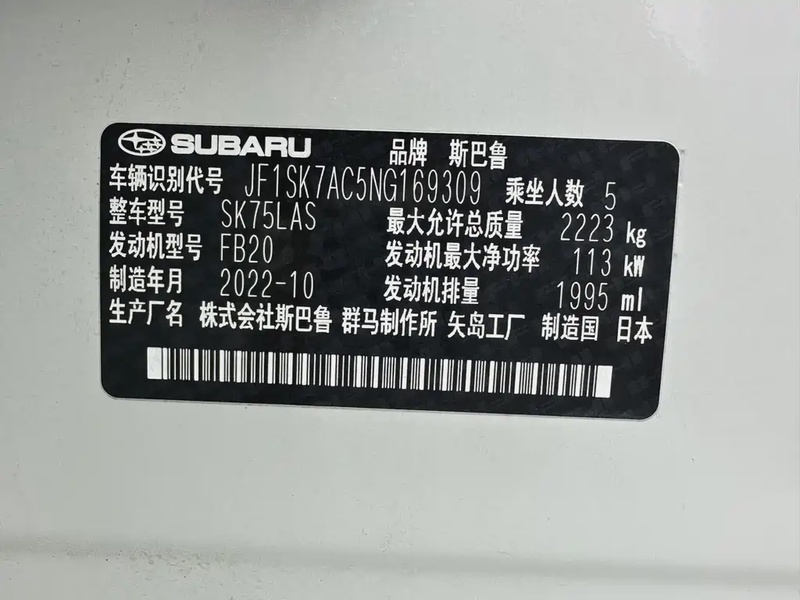 SUBARU 品牌 斯巴鲁
车辆识别代号 JF1SK7AC5NG169309 乘坐人数 5
整车型号 SK75LAS 最大允许总质量 2223 kg
发动机型号 FB20 发动机最大净功率 113 kW
制造年月 2022-10 发动机排量 1995 ml
生产厂名 株式会社斯巴鲁 群马制作所 矢岛工厂 制造国 日本